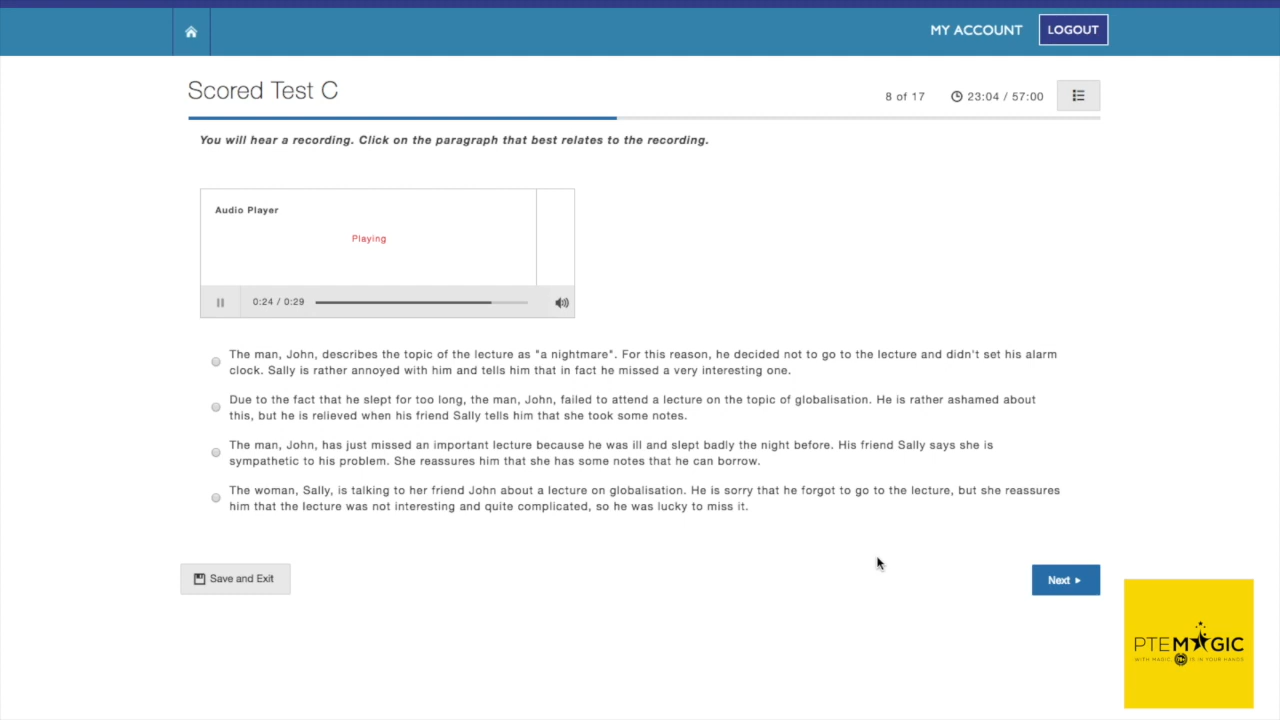 MY ACCOUNT
LOGOUT
Scored Test C
8 of 17
23:04 / 57:00
You will hear a recording. Click on the paragraph that best relates to the recording.
Audio Player
Playing
0:24 / 0:29
The man, John, describes the topic of the lecture as "a nightmare". For this reason, he decided not to go to the lecture and didn't set his alarm
clock. Sally is rather annoyed with him and tells him that in fact he missed a very interesting one.
Due to the fact that he slept for too long, the man, John, failed to attend a lecture on the topic of globalisation. He is rather ashamed about
this, but he is relieved when his friend Sally tells him that she took some notes.
The man, John, has just missed an important lecture because he was ill and slept badly the night before. His friend Sally says she is
sympathetic to his problem. She reassures him that she has some notes that he can borrow.
The woman, Sally, is talking to her friend John about a lecture on globalisation. He is sorry that he forgot to go to the lecture, but she reassures
him that the lecture was not interesting and quite complicated, so he was lucky to miss it.
Save and Exit
Next
PTEMAGIC
WITH MAGIC, 79+ IS IN YOUR HANDS